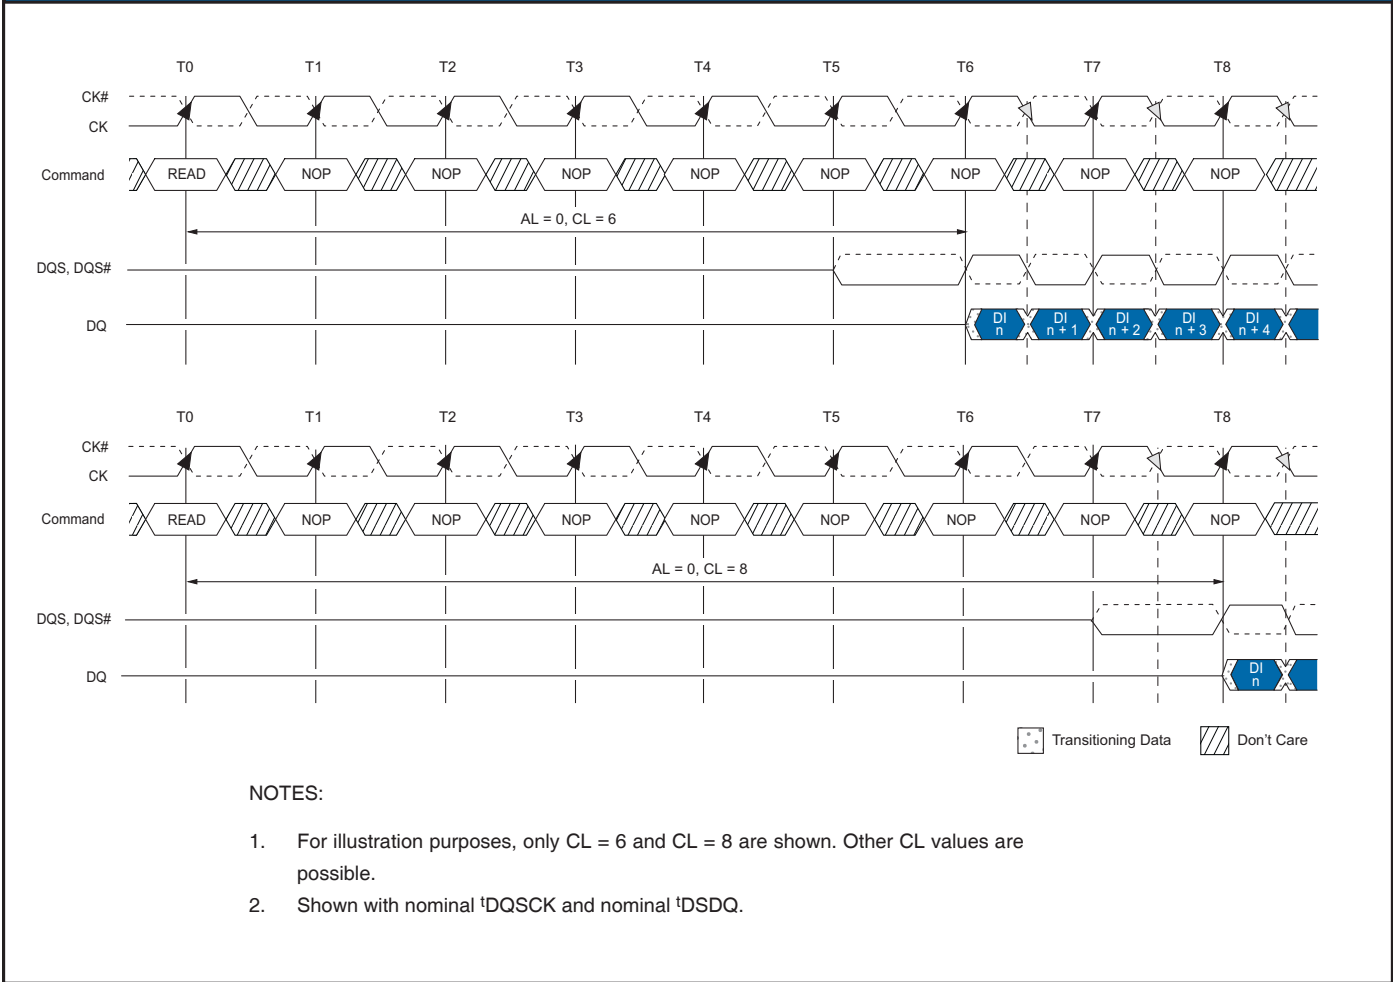 T0 T1 T2 T3 T4 T5 T6 T7 T8
CK#
CK
Command READ NOP NOP NOP NOP NOP NOP NOP NOP
AL = 0, CL = 6
DQS, DQS#
DQ DI n DI n + 1 DI n + 2 DI n + 3 DI n + 4
T0 T1 T2 T3 T4 T5 T6 T7 T8
CK#
CK
Command READ NOP NOP NOP NOP NOP NOP NOP NOP
AL = 0, CL = 8
DQS, DQS#
DQ DI n
Transitioning Data Don't Care
NOTES:
1. For illustration purposes, only CL = 6 and CL = 8 are shown. Other CL values are
possible.
2. Shown with nominal tDQSCK and nominal tDSDQ.